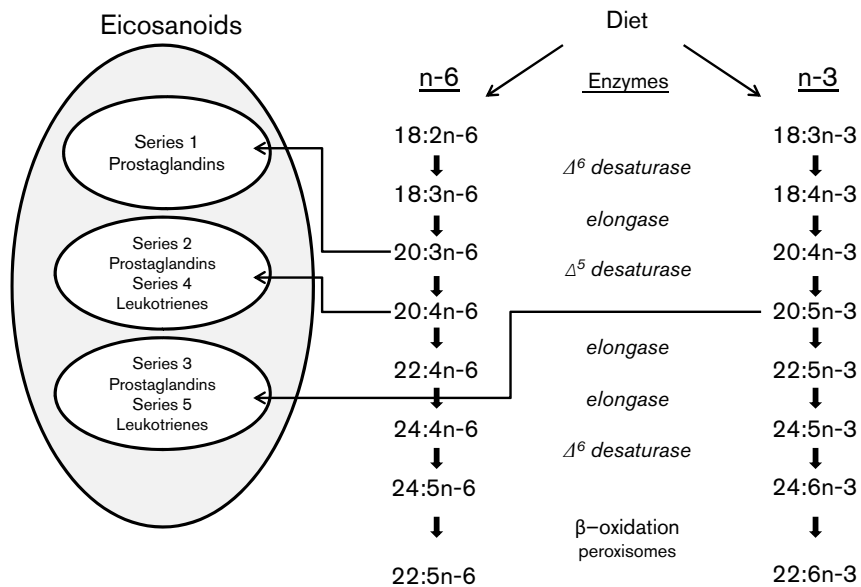 Eicosanoids
Diet
n-6
Enzymes
n-3
Series 1
Prostaglandins
Series 2
Prostaglandins
Series 4
Leukotrienes
Series 3
Prostaglandins
Series 5
Leukotrienes
18:2n-6
18:3n-6
20:3n-6
20:4n-6
22:4n-6
24:4n-6
24:5n-6
22:5n-6
Δ⁶ desaturase
elongase
Δ⁵ desaturase
elongase
elongase
Δ⁶ desaturase
β–oxidation
peroxisomes
18:3n-3
18:4n-3
20:4n-3
20:5n-3
22:5n-3
24:5n-3
24:6n-3
22:6n-3